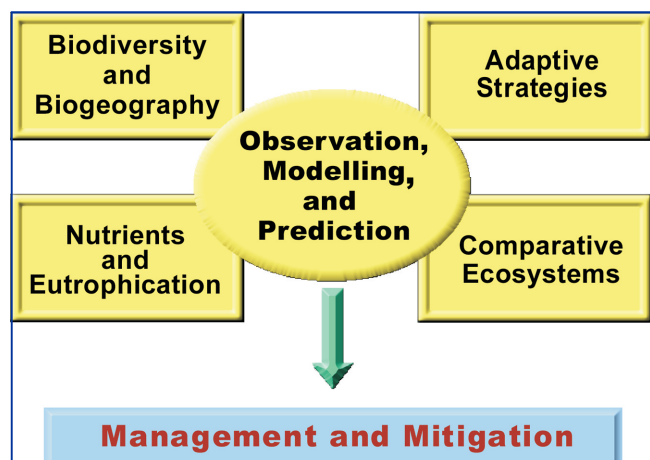 Biodiversity
and
Biogeography
Adaptive
Strategies
Observation,
Modelling,
and
Prediction
Nutrients
and
Eutrophication
Comparative
Ecosystems
Management and Mitigation